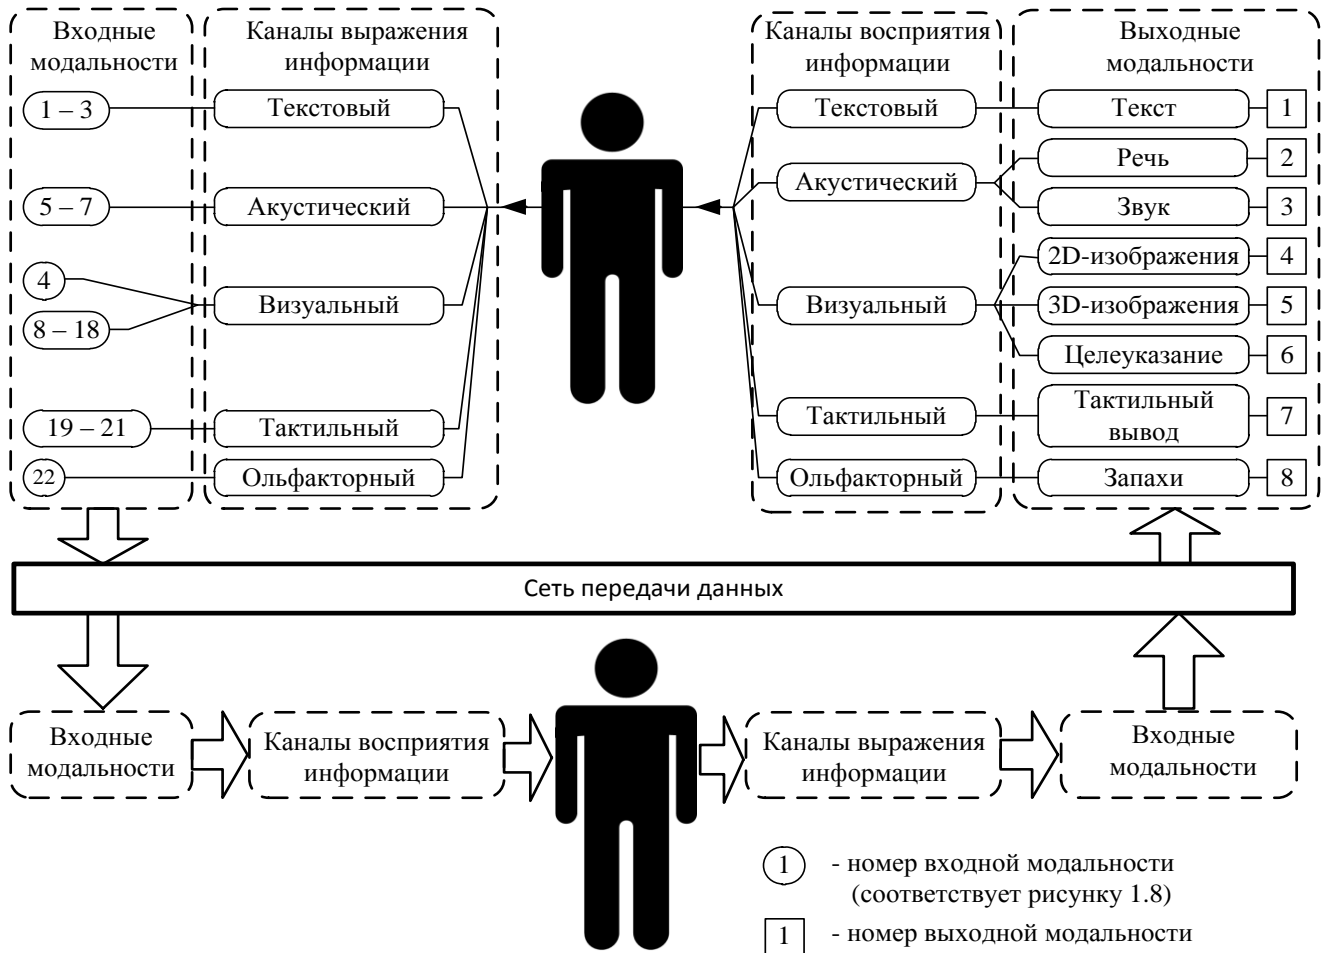 Входные
модальности
1 – 3
5 – 7
4
8 – 18
19 – 21
22
Каналы выражения
информации
Текстовый
Акустический
Визуальный
Тактильный
Ольфакторный
Каналы восприятия
информации
Текстовый
Акустический
Визуальный
Тактильный
Ольфакторный
Выходные
модальности
Текст 1
Речь 2
Звук 3
2D-изображения 4
3D-изображения 5
Целеуказание 6
Тактильный
вывод 7
Запахи 8
Сеть передачи данных
Входные
модальности
Каналы восприятия
информации
Каналы выражения
информации
Входные
модальности
1 - номер входной модальности
(соответствует рисунку 1.8)
1 - номер выходной модальности